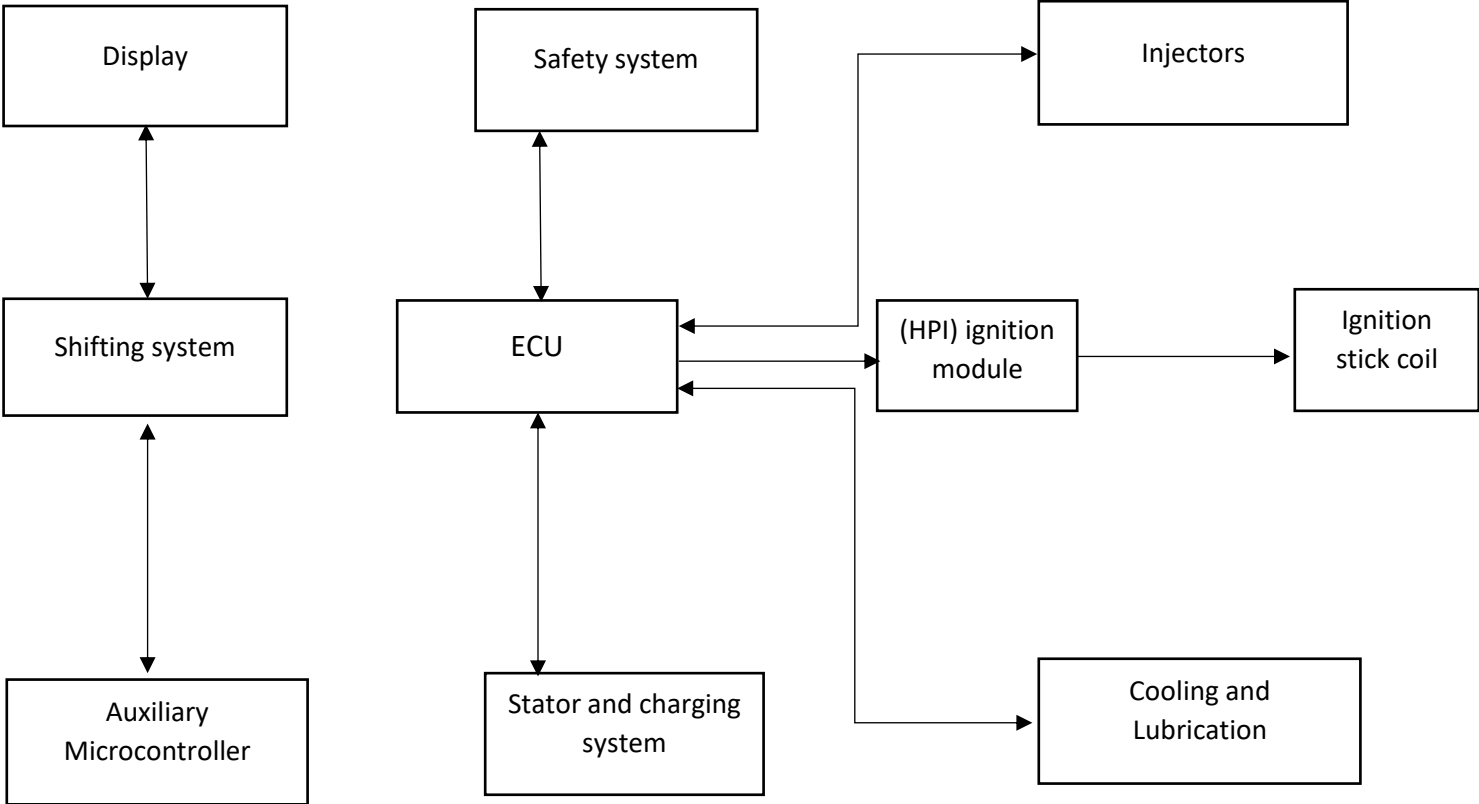 Display
Safety system
Injectors
Shifting system
ECU
(HPI) ignition
module
Ignition
stick coil
Auxiliary
Microcontroller
Stator and charging
system
Cooling and
Lubrication